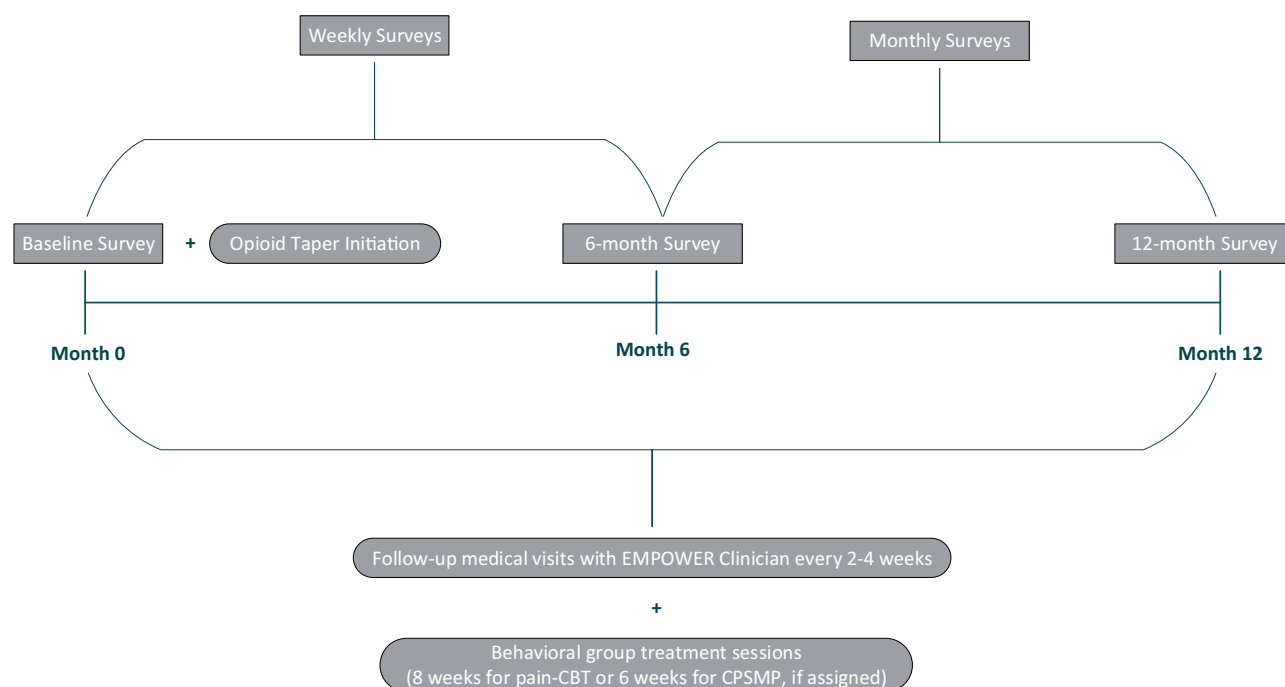 Weekly Surveys
Monthly Surveys
Baseline Survey + Opioid Taper Initiation
6-month Survey
12-month Survey
Month 0
Month 6
Month 12
Follow-up medical visits with EMPOWER Clinician every 2-4 weeks
+
Behavioral group treatment sessions
(8 weeks for pain-CBT or 6 weeks for CPSMP, if assigned)